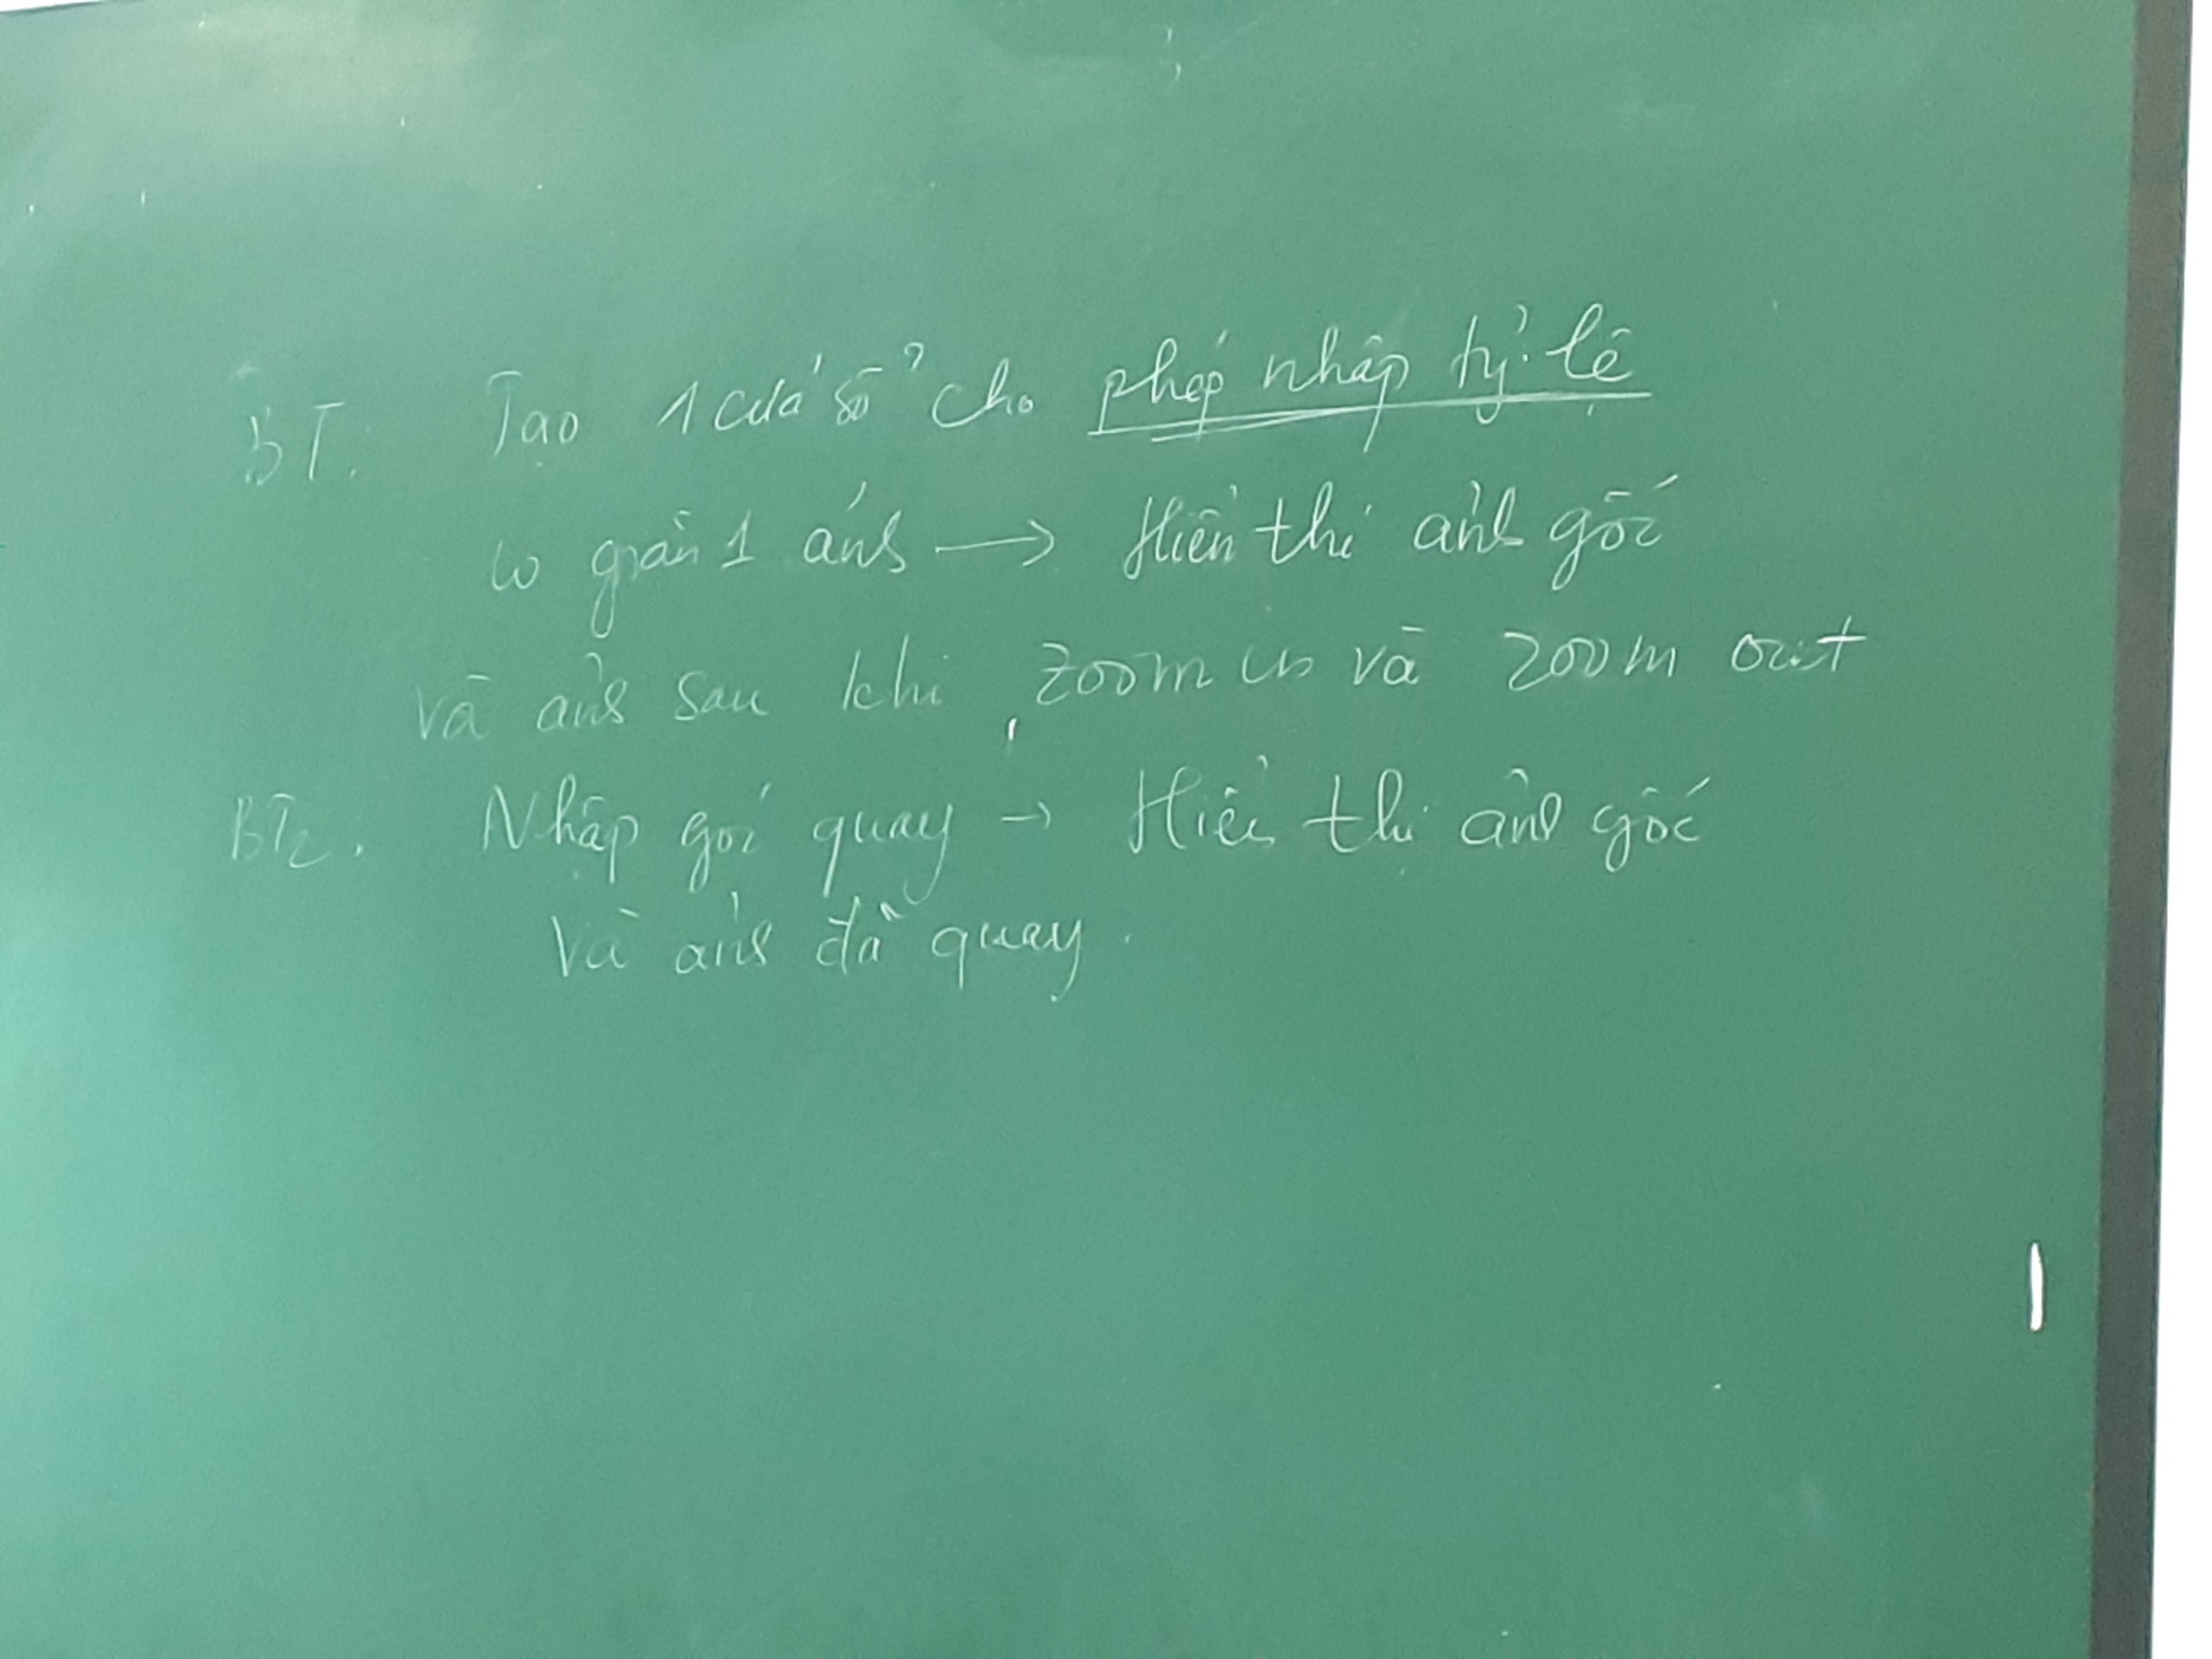 BT. Tạo 1 cửa sổ cho phép nhập tỷ lệ
co giãn 1 ảnh → Hiển thị ảnh gốc
và ảnh sau khi zoom in và zoom out
BT2. Nhập góc quay → Hiển thị ảnh gốc
Và ảnh đã quay.